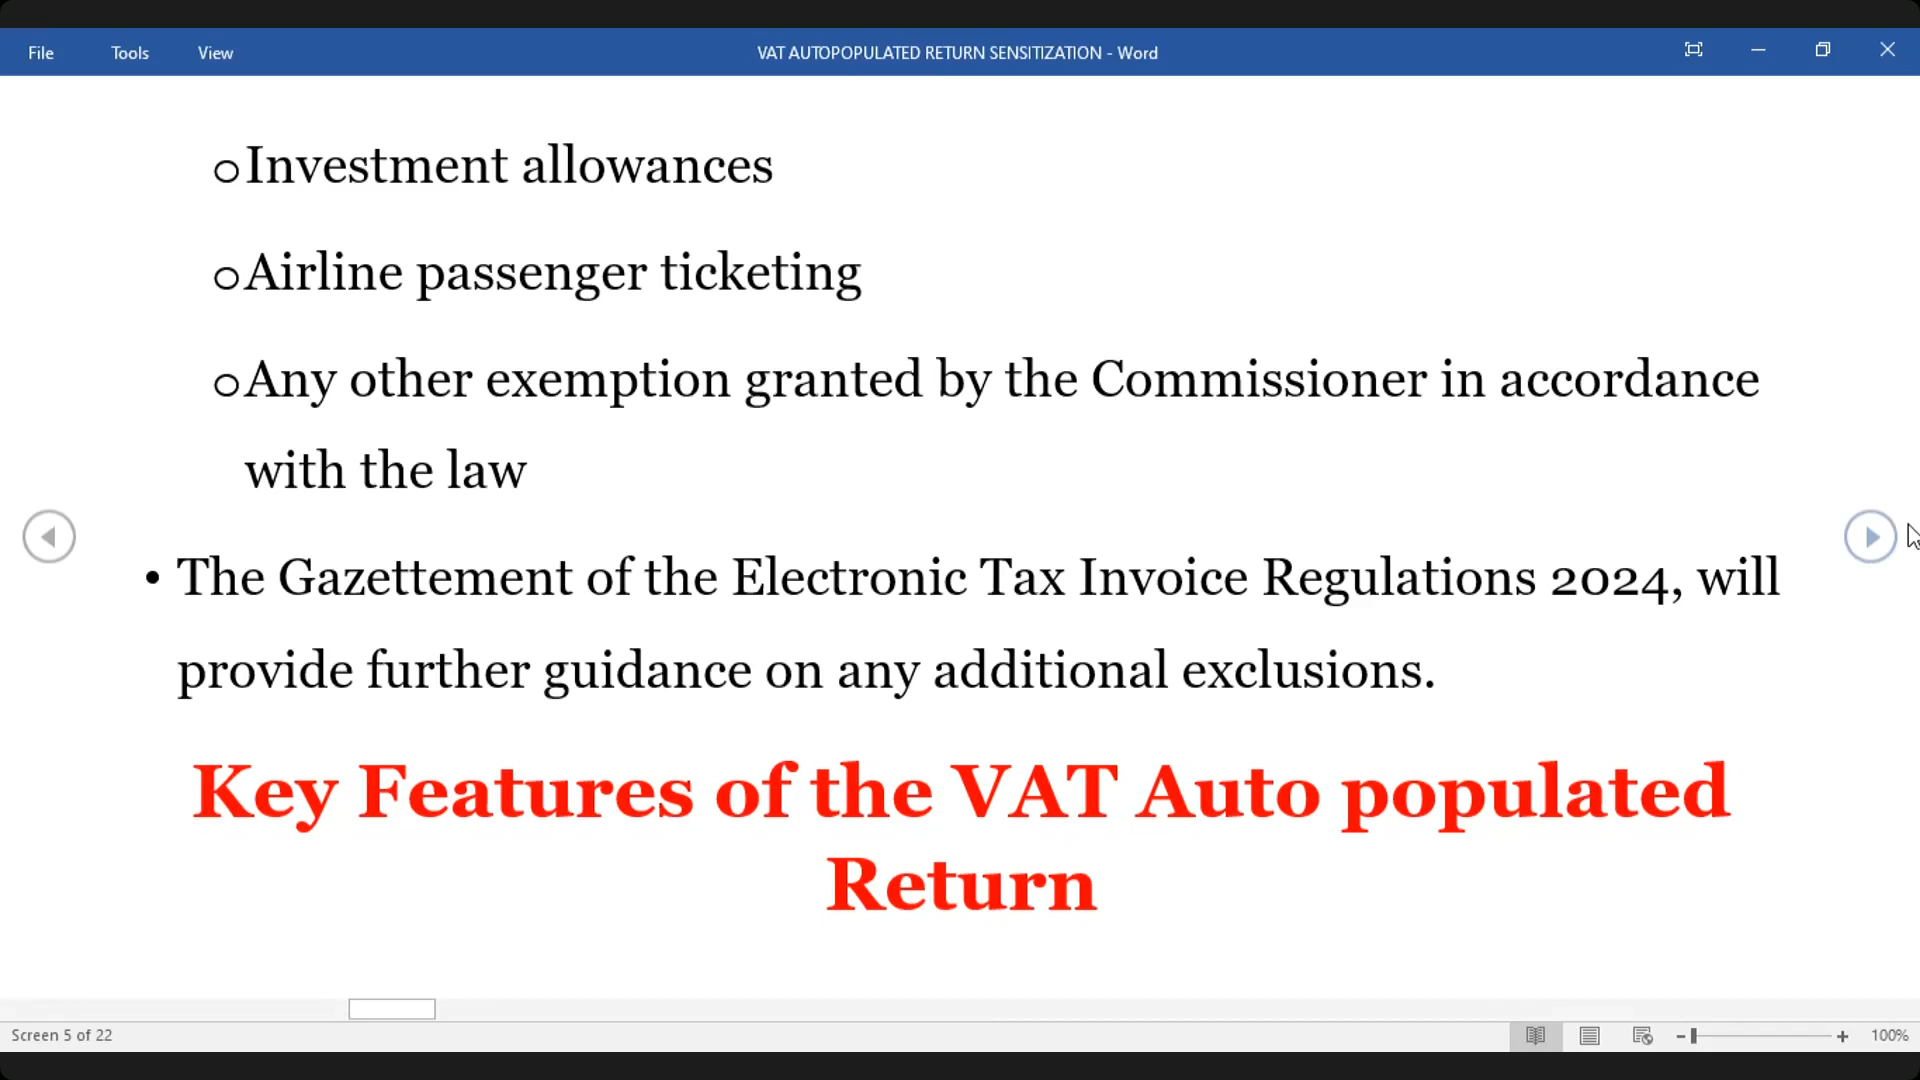 File Tools View VAT AUTOPOPULATED RETURN SENSITIZATION - Word
o Investment allowances
o Airline passenger ticketing
o Any other exemption granted by the Commissioner in accordance
with the law
• The Gazettement of the Electronic Tax Invoice Regulations 2024, will
provide further guidance on any additional exclusions.
Key Features of the VAT Auto populated
Return
Screen 5 of 22 100%